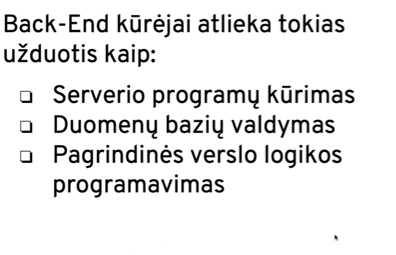 Back-End kūrėjai atlieka tokias
užduotis kaip:
❏ Serverio programų kūrimas
❏ Duomenų bazių valdymas
❏ Pagrindinės verslo logikos
programavimas